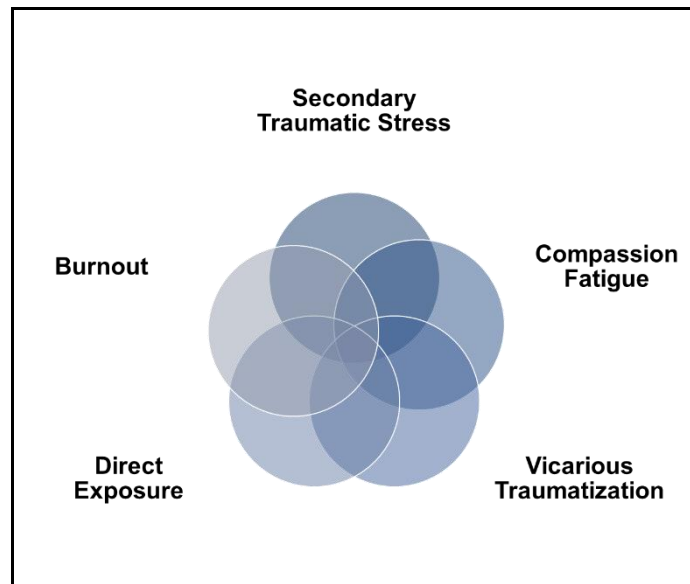 Secondary
Traumatic Stress
Burnout
Compassion
Fatigue
Direct
Exposure
Vicarious
Traumatization